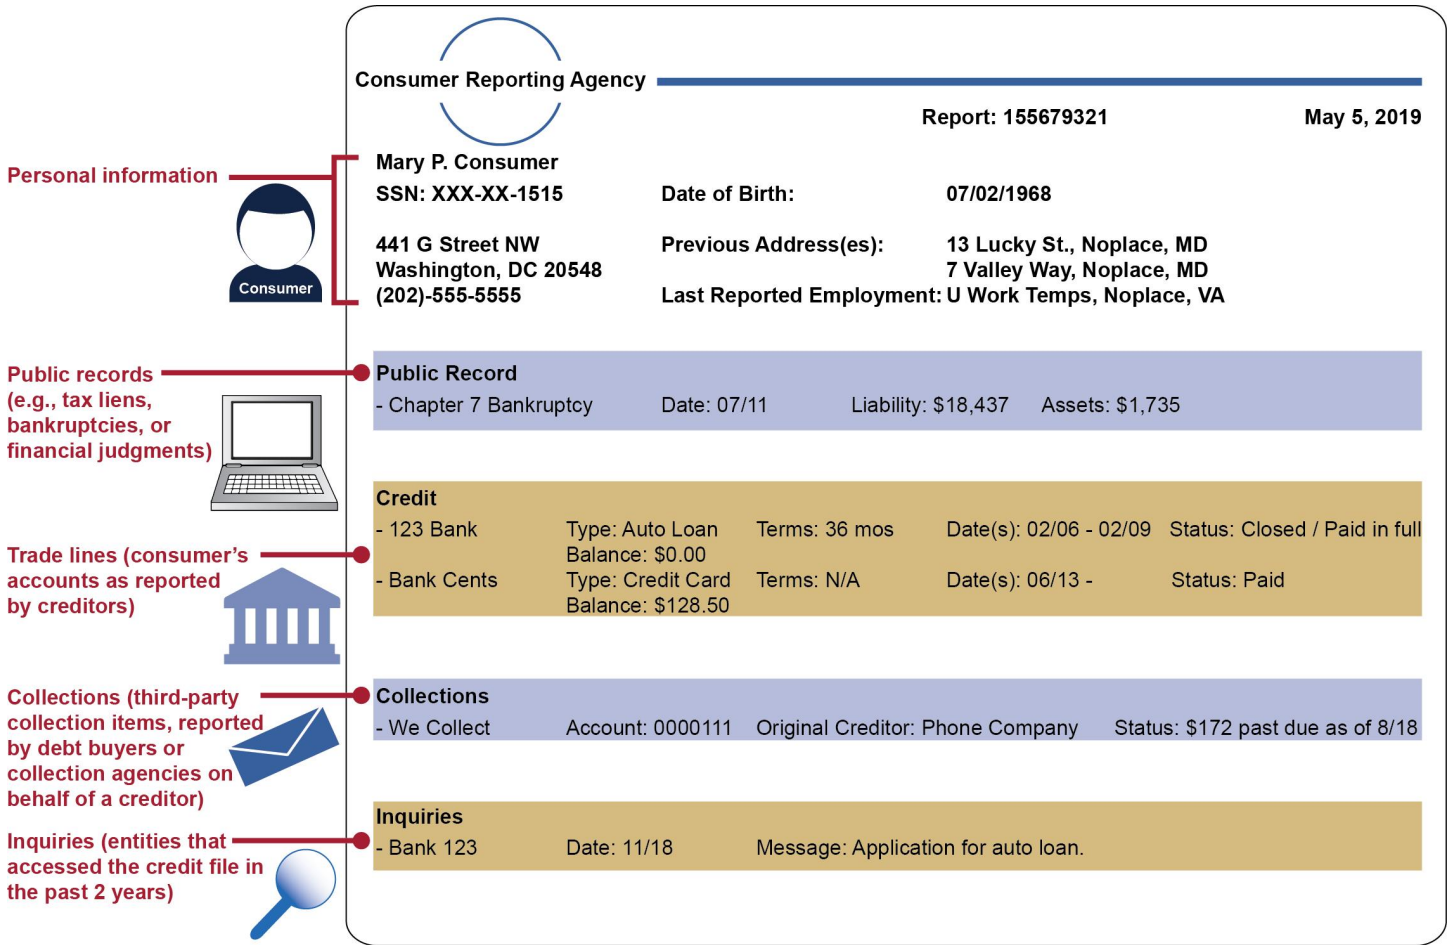 Consumer Reporting Agency
Report: 155679321 May 5, 2019
Personal information
Consumer
Mary P. Consumer
SSN: XXX-XX-1515 Date of Birth: 07/02/1968
441 G Street NW Previous Address(es): 13 Lucky St., Noplace, MD
Washington, DC 20548 7 Valley Way, Noplace, MD
(202)-555-5555 Last Reported Employment: U Work Temps, Noplace, VA
Public records
(e.g., tax liens,
bankruptcies, or
financial judgments)
Public Record
- Chapter 7 Bankruptcy Date: 07/11 Liability: $18,437 Assets: $1,735
Trade lines (consumer’s
accounts as reported
by creditors)
Credit
- 123 Bank Type: Auto Loan Terms: 36 mos Date(s): 02/06 - 02/09 Status: Closed / Paid in full
Balance: $0.00
- Bank Cents Type: Credit Card Terms: N/A Date(s): 06/13 - Status: Paid
Balance: $128.50
Collections (third-party
collection items, reported
by debt buyers or
collection agencies on
behalf of a creditor)
Collections
- We Collect Account: 0000111 Original Creditor: Phone Company Status: $172 past due as of 8/18
Inquiries (entities that
accessed the credit file in
the past 2 years)
Inquiries
- Bank 123 Date: 11/18 Message: Application for auto loan.